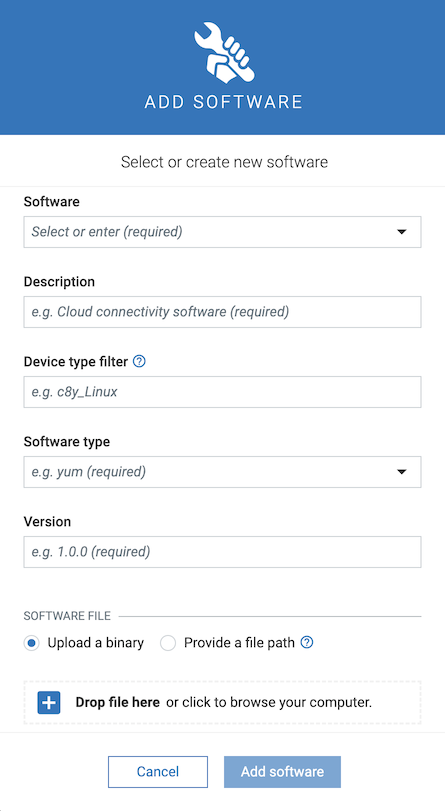 ADD SOFTWARE
Select or create new software
Software
Select or enter (required)
Description
e.g. Cloud connectivity software (required)
Device type filter ?
e.g. c8y_Linux
Software type
e.g. yum (required)
Version
e.g. 1.0.0 (required)
SOFTWARE FILE
Upload a binary Provide a file path ?
Drop file here or click to browse your computer.
Cancel Add software